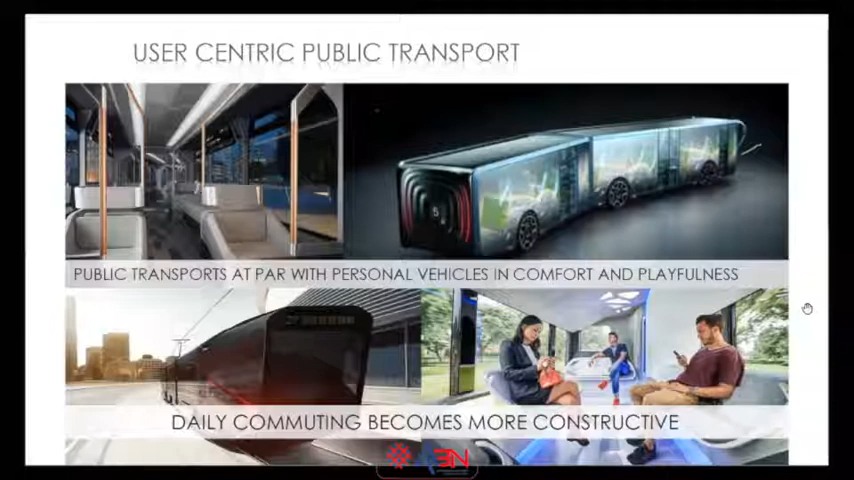 USER CENTRIC PUBLIC TRANSPORT
PUBLIC TRANSPORTS AT PAR WITH PERSONAL VEHICLES IN COMFORT AND PLAYFULNESS
DAILY COMMUTING BECOMES MORE CONSTRUCTIVE